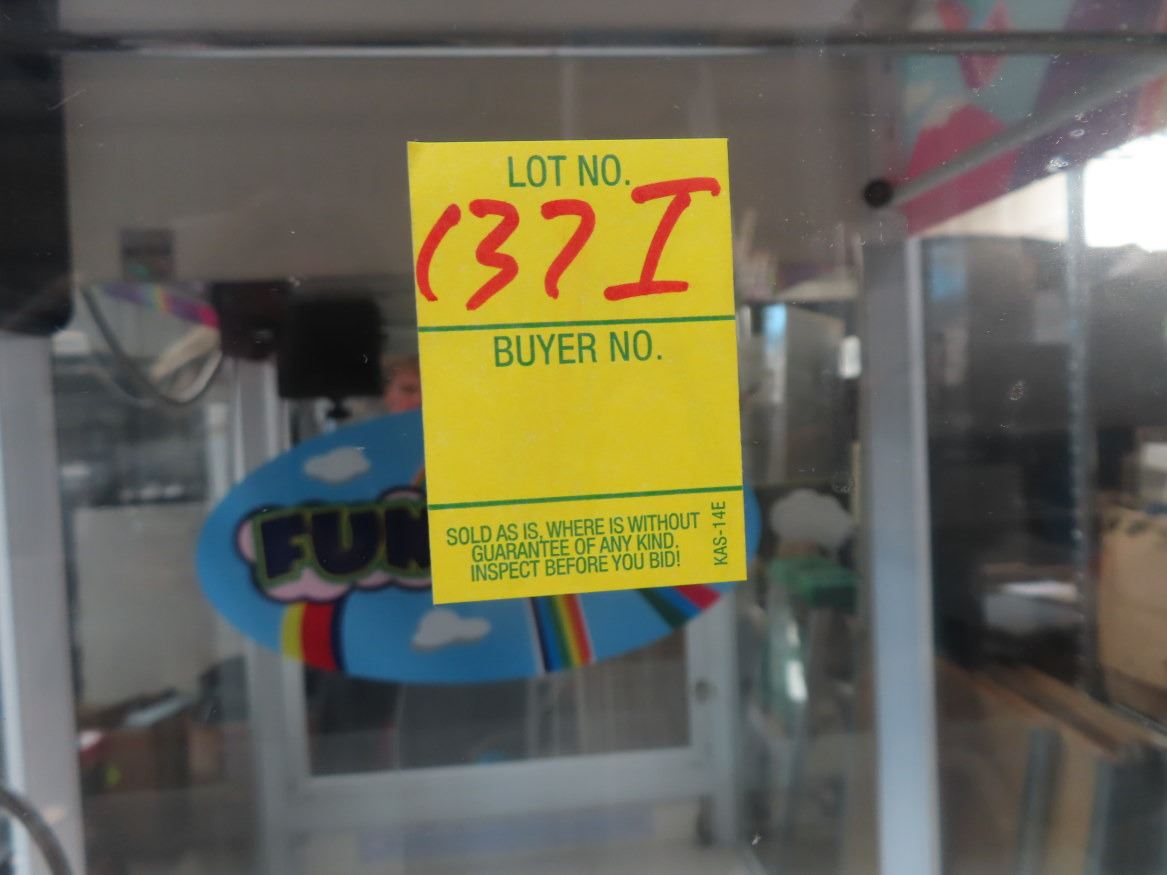 LOT NO.
137I
BUYER NO.
SOLD AS IS, WHERE IS WITHOUT
GUARANTEE OF ANY KIND.
INSPECT BEFORE YOU BID!
KAS-14E
FUN